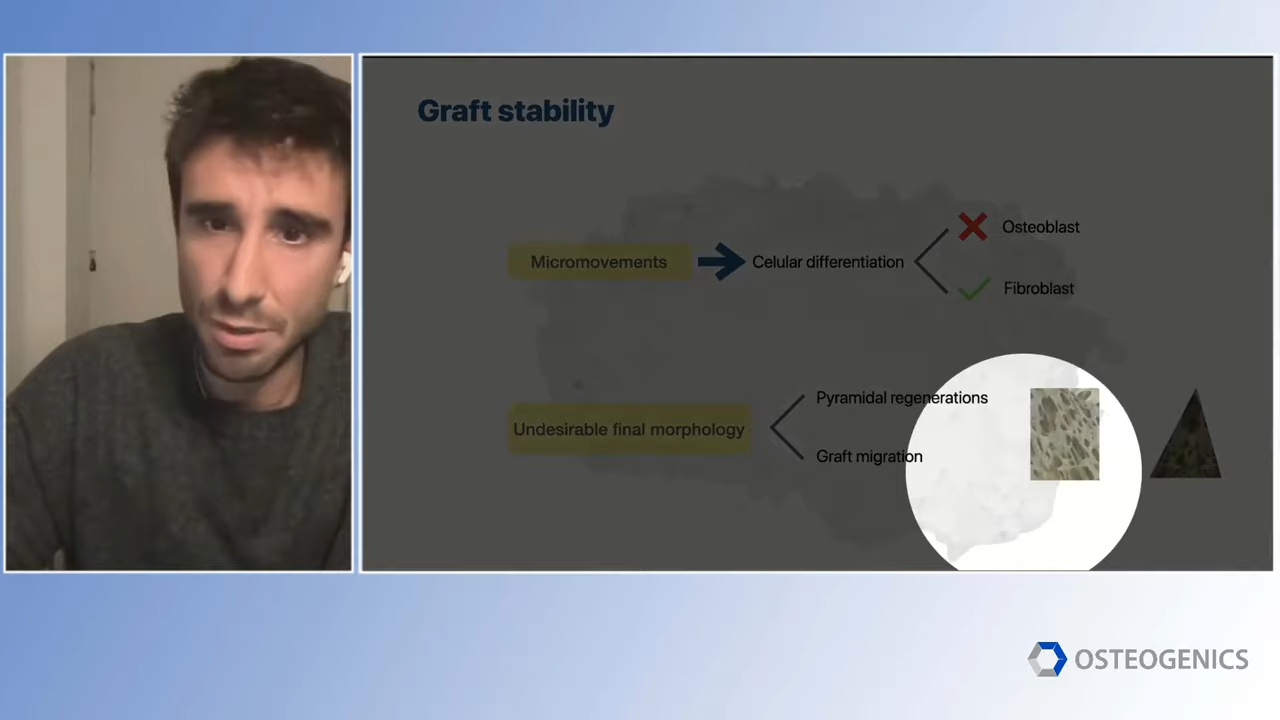 Graft stability
Osteoblast
Micromovements
Celular differentiation
Fibroblast
Pyramidal regenerations
Undesirable final morphology
Graft migration
OSTEOGENICS